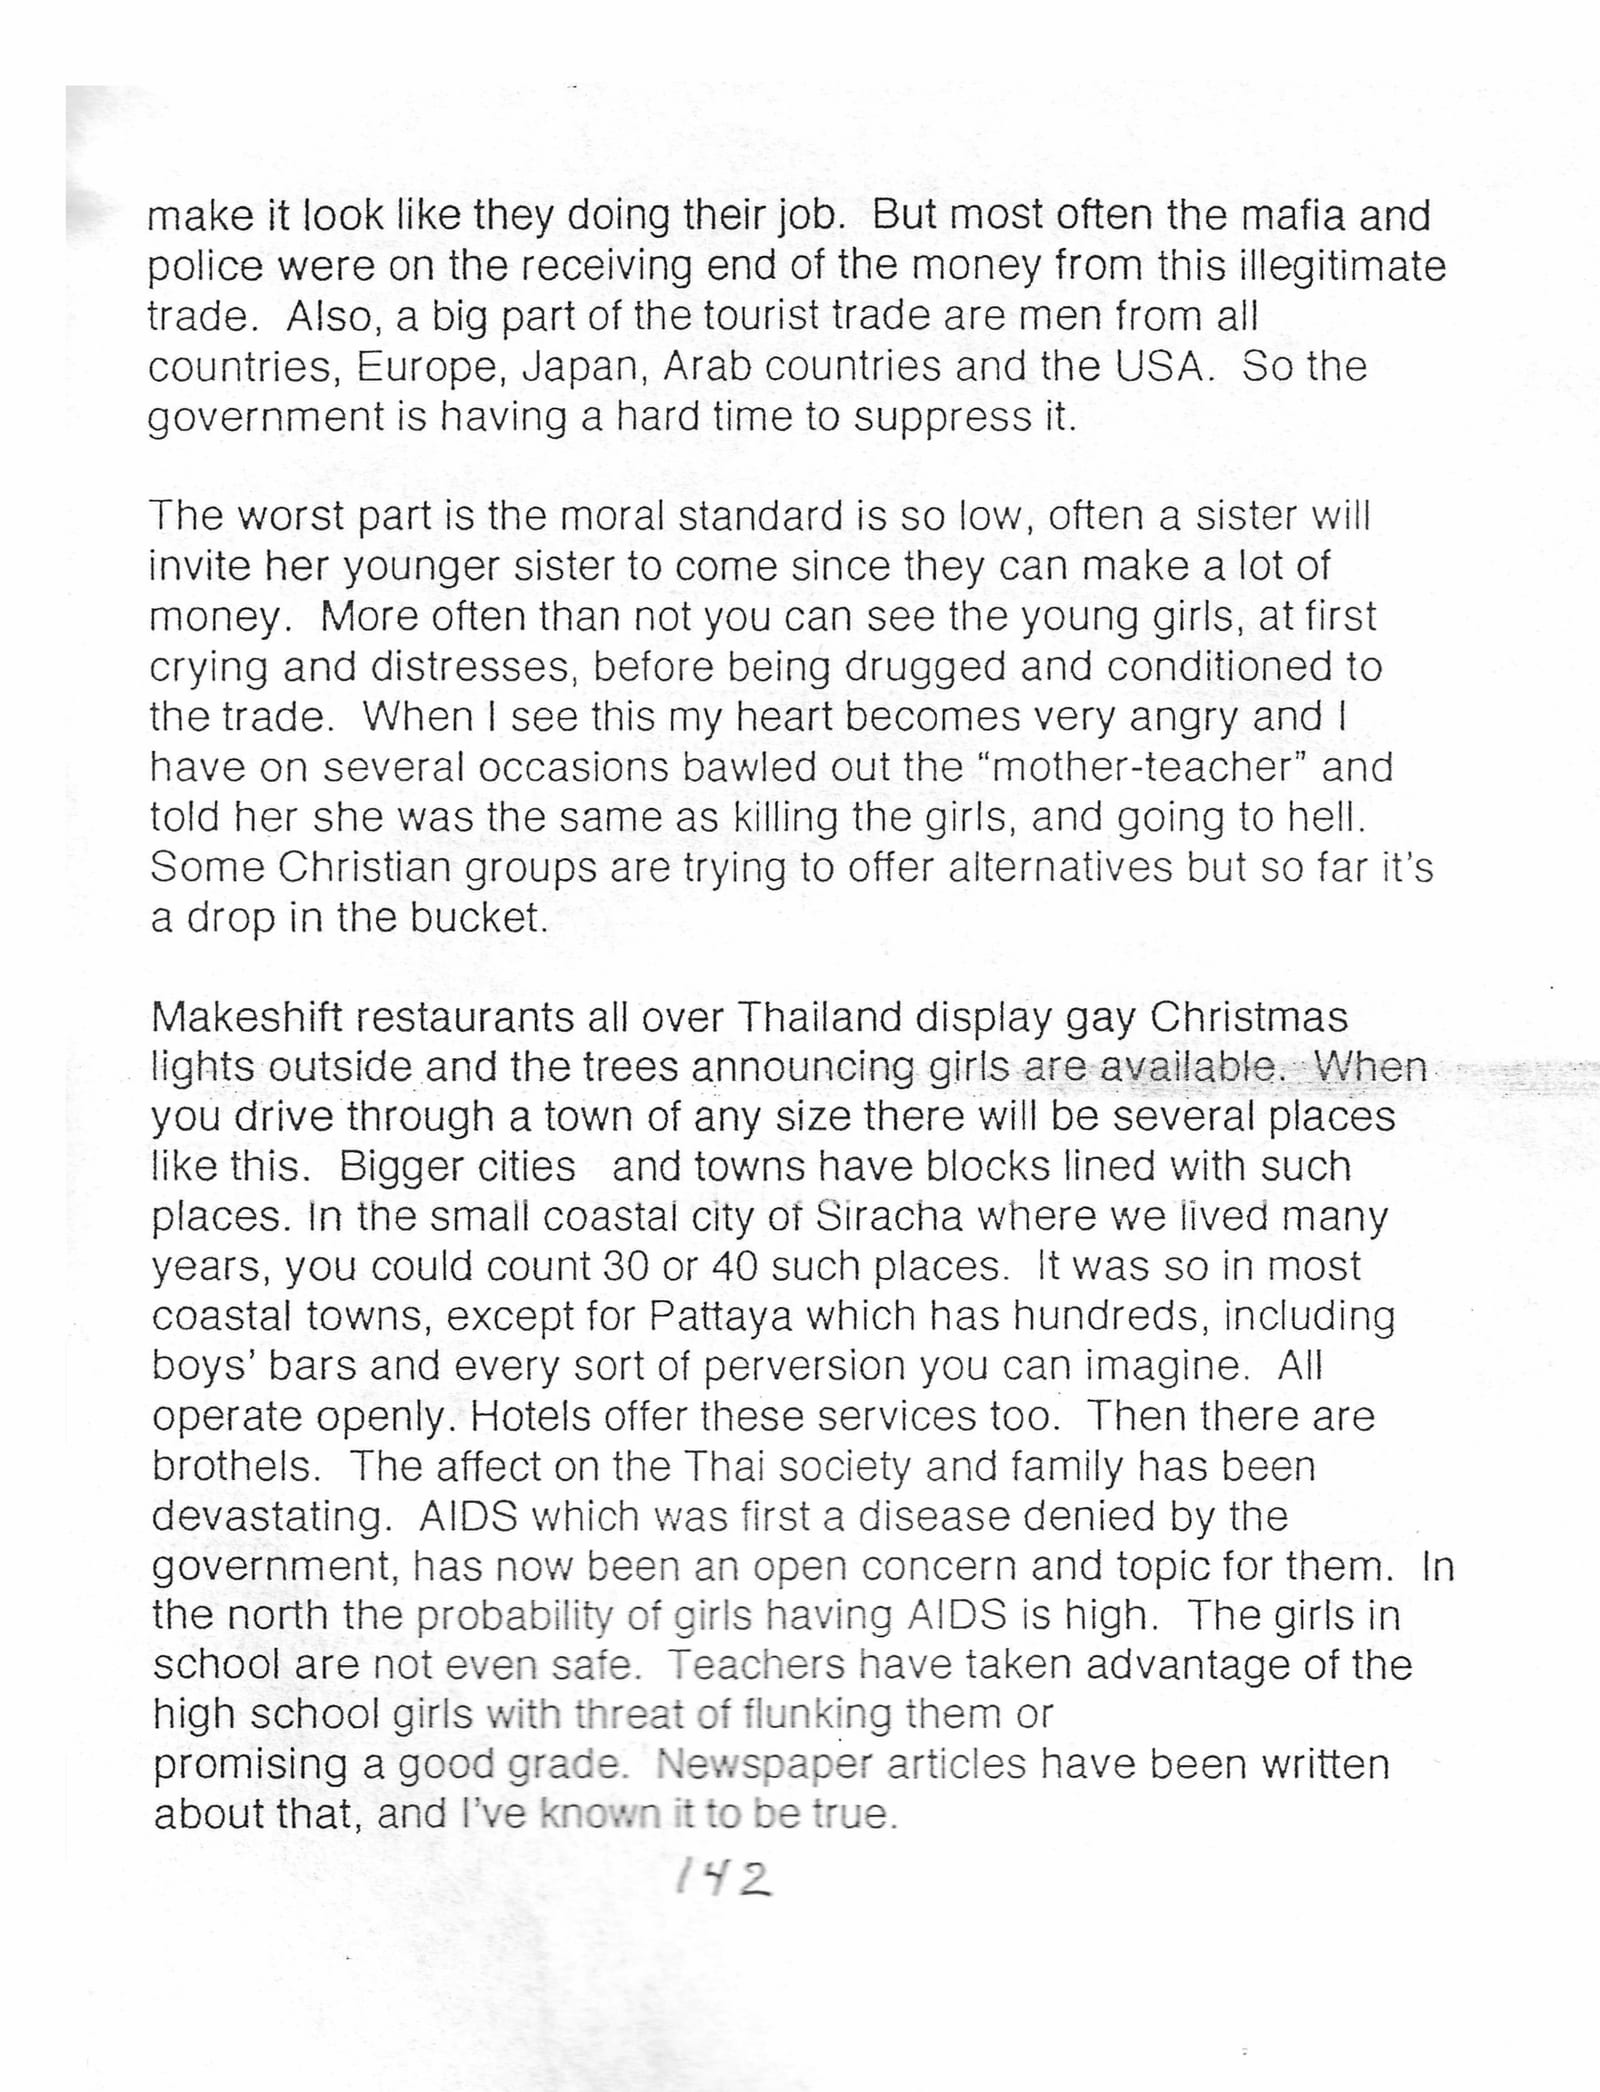 make it look like they doing their job.  But most often the mafia and
police were on the receiving end of the money from this illegitimate
trade.  Also, a big part of the tourist trade are men from all
countries, Europe, Japan, Arab countries and the USA.  So the
government is having a hard time to suppress it.

The worst part is the moral standard is so low, often a sister will
invite her younger sister to come since they can make a lot of
money.  More often than not you can see the young girls, at first
crying and distresses, before being drugged and conditioned to
the trade.  When I see this my heart becomes very angry and I
have on several occasions bawled out the “mother-teacher” and
told her she was the same as killing the girls, and going to hell.
Some Christian groups are trying to offer alternatives but so far it’s
a drop in the bucket.

Makeshift restaurants all over Thailand display gay Christmas
lights outside and the trees announcing girls are available.  When
you drive through a town of any size there will be several places
like this.  Bigger cities   and towns have blocks lined with such
places. In the small coastal city of Siracha where we lived many
years, you could count 30 or 40 such places.  It was so in most
coastal towns, except for Pattaya which has hundreds, including
boys’ bars and every sort of perversion you can imagine.  All
operate openly. Hotels offer these services too.  Then there are
brothels.  The affect on the Thai society and family has been
devastating.  AIDS which was first a disease denied by the
government, has now been an open concern and topic for them.  In
the north the probability of girls having AIDS is high.  The girls in
school are not even safe.  Teachers have taken advantage of the
high school girls with threat of flunking them or
promising a good grade.  Newspaper articles have been written
about that, and I’ve known it to be true.
142